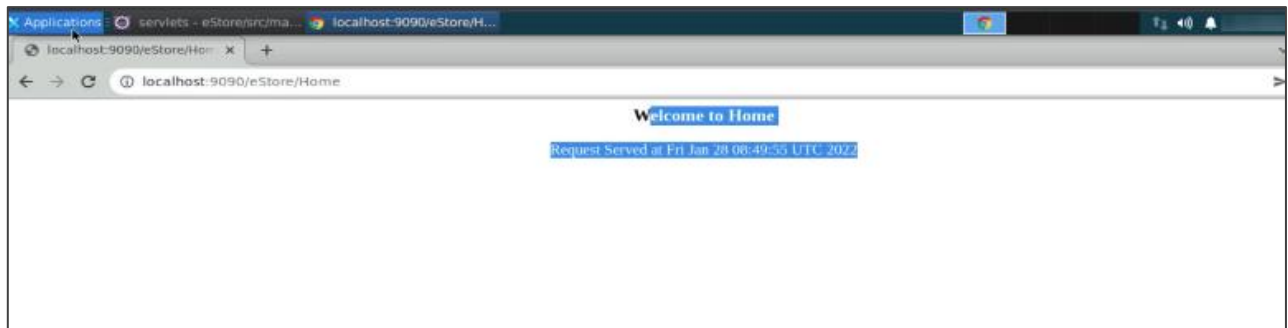 Applications servlets - eStore/src/ma... localhost:9090/eStore/H...
localhost:9090/eStore/Hom
localhost:9090/eStore/Home
Welcome to Home
Request Served at Fri Jan 28 08:49:55 UTC 2022